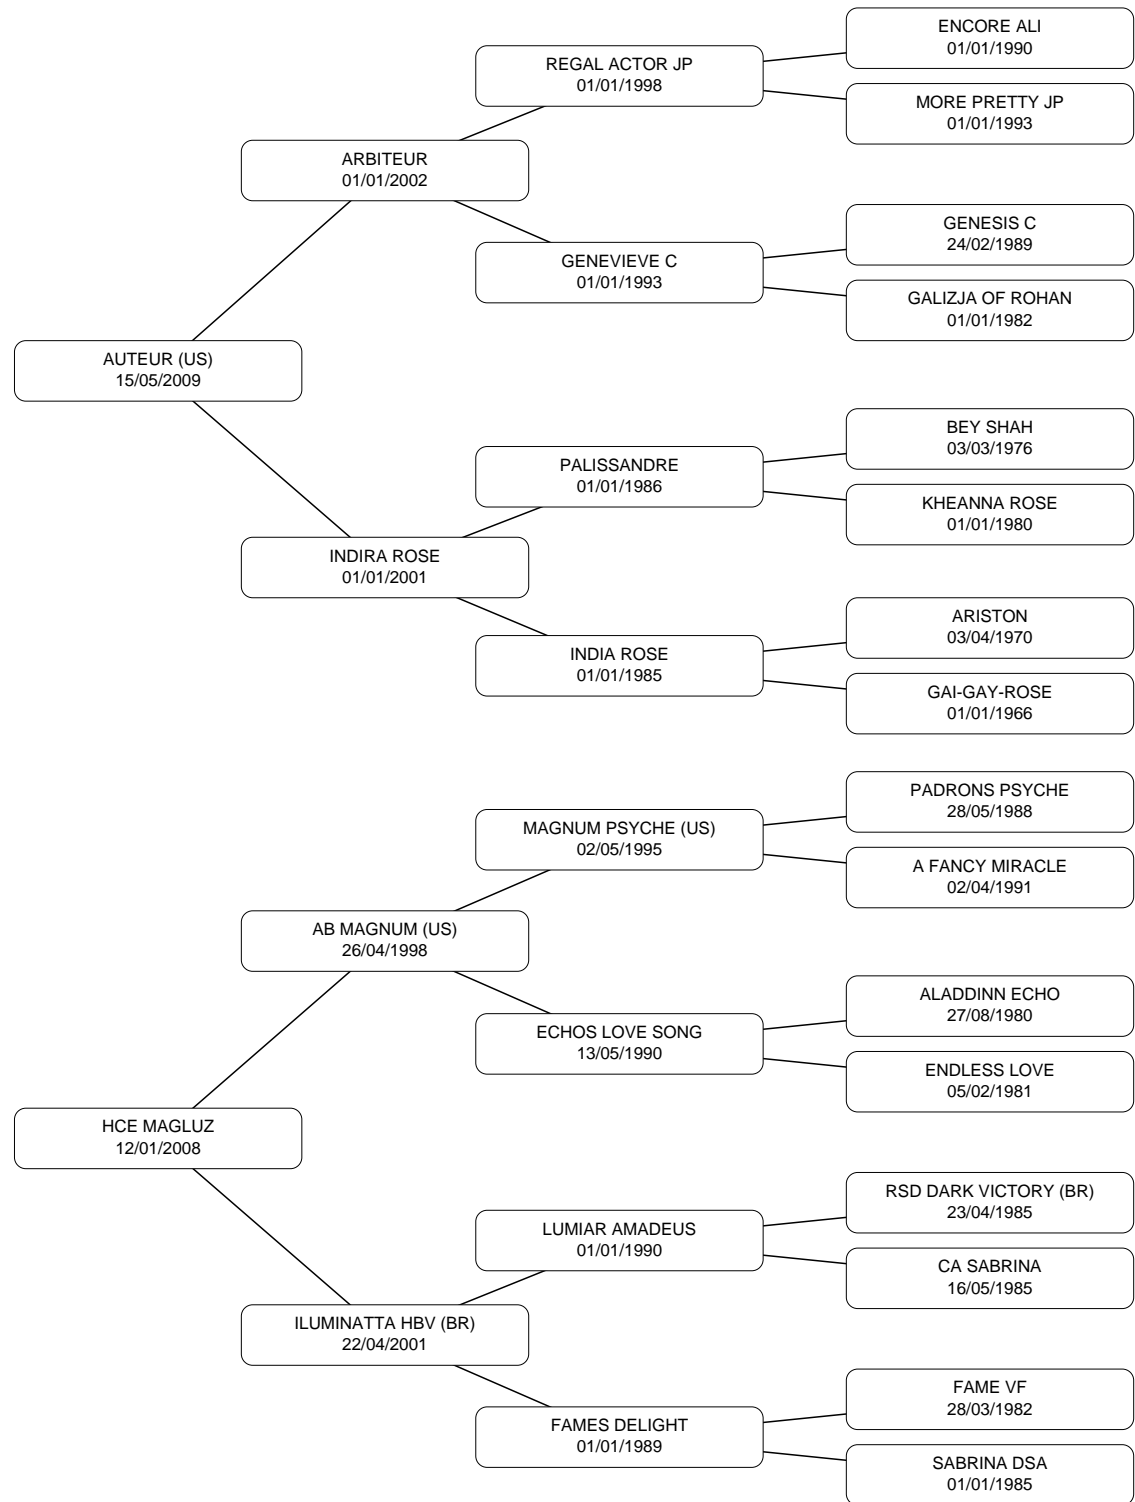 ENCORE ALI
01/01/1990
REGAL ACTOR JP
01/01/1998
MORE PRETTY JP
01/01/1993
ARBITEUR
01/01/2002
GENESIS C
24/02/1989
GENEVIEVE C
01/01/1993
GALIZJA OF ROHAN
01/01/1982
AUTEUR (US)
15/05/2009
BEY SHAH
03/03/1976
PALISSANDRE
01/01/1986
KHEANNA ROSE
01/01/1980
INDIRA ROSE
01/01/2001
ARISTON
03/04/1970
INDIA ROSE
01/01/1985
GAI-GAY-ROSE
01/01/1966
PADRONS PSYCHE
28/05/1988
MAGNUM PSYCHE (US)
02/05/1995
A FANCY MIRACLE
02/04/1991
AB MAGNUM (US)
26/04/1998
ALADDINN ECHO
27/08/1980
ECHOS LOVE SONG
13/05/1990
ENDLESS LOVE
05/02/1981
HCE MAGLUZ
12/01/2008
RSD DARK VICTORY (BR)
23/04/1985
LUMIAR AMADEUS
01/01/1990
CA SABRINA
16/05/1985
ILUMINATTA HBV (BR)
22/04/2001
FAME VF
28/03/1982
FAMES DELIGHT
01/01/1989
SABRINA DSA
01/01/1985